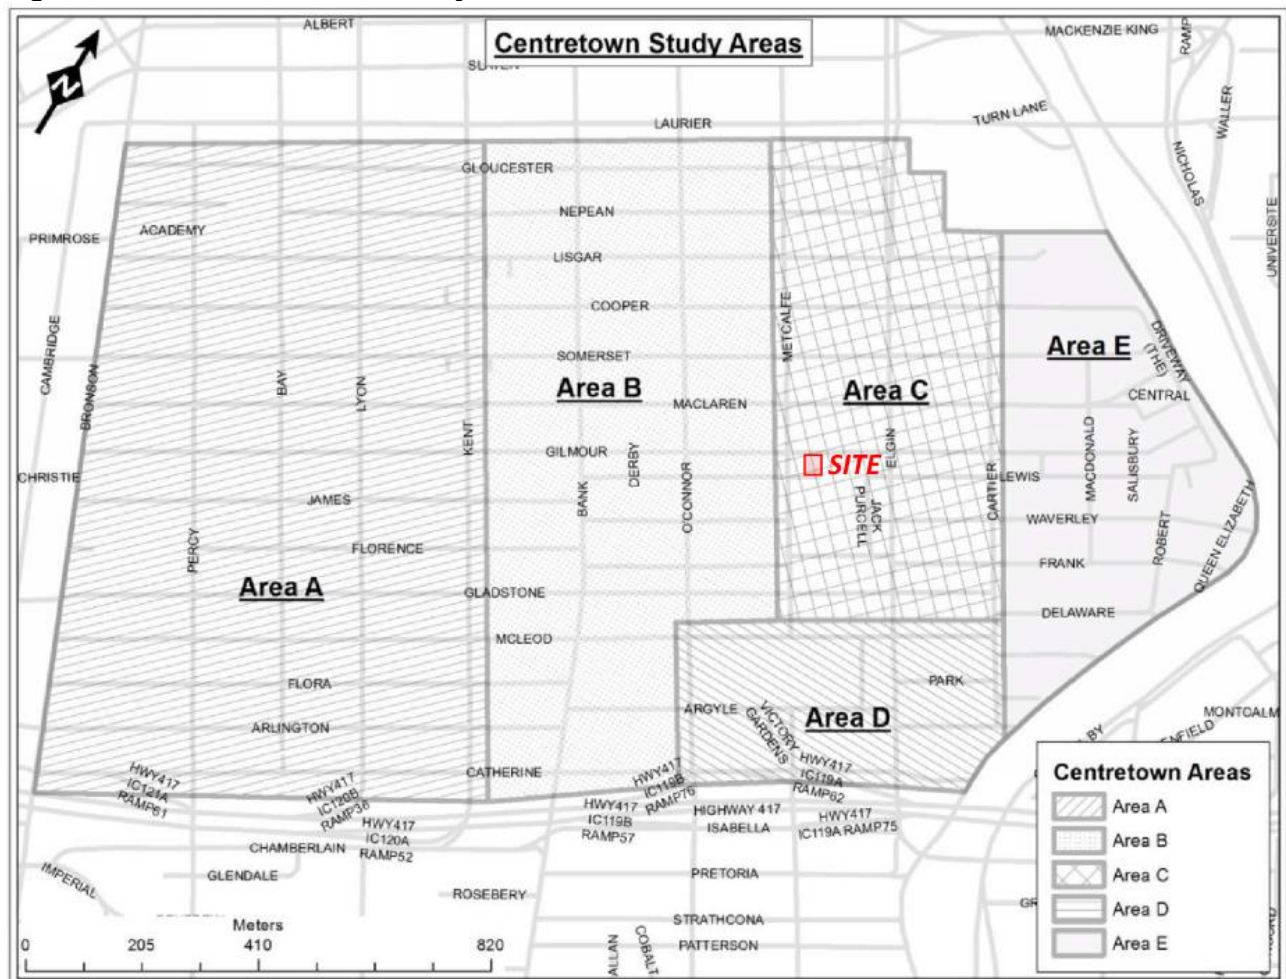 Centretown Study Areas
N
ALBERT
SLATER
MACKENZIE KING
RAMP
WALLER
TURN LANE
LAURIER
NICHOLAS
UNIVERSITE
GLOUCESTER
NEPEAN
ACADEMY
PRIMROSE
LISGAR
COOPER
METCALFE
CAMBRIDGE
BRONSON
SOMERSET
Area B
Area C
Area E
DRIVEWAY
(THE)
CENTRAL
BAY
LYON
KENT
MACLAREN
GILMOUR
DERBY
ELGIN
MACDONALD
SALISBURY
SITE
CHRISTIE
BANK
O'CONNOR
CARTIER
LEWIS
JAMES
JACK
PURCELL
WAVERLEY
ROBERT
QUEEN ELIZABETH
PERCY
FLORENCE
FRANK
Area A
GLADSTONE
DELAWARE
MCLEOD
FLORA
PARK
ARGYLE
VICTORY
GARDENS
Area D
ARLINGTON
MONTCALM
CATHERINE
HWY417
IC121A
RAMP61
HWY417
IC120B
RAMP38
HWY417
IC119B
RAMP76
HWY417
IC119A
RAMP62
HWY417
IC120A
RAMP52
HWY417
IC119B
RAMP57
HIGHWAY 417
ISABELLA
HWY417
IC119A RAMP75
CHAMBERLAIN
IMPERIAL
GLENDALE
PRETORIA
ROSEBERY
STRATHCONA
PATTERSON
ALLAN
COBALT
Meters
0 205 410 820
Centretown Areas
Area A
Area B
Area C
Area D
Area E